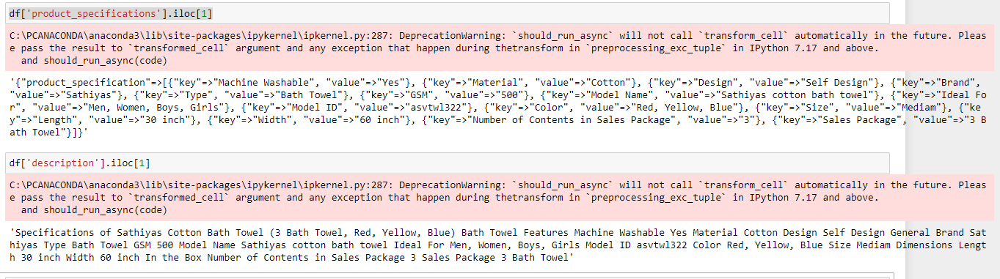 df['product_specifications'].iloc[1]
C:\PCANACONDA\anaconda3\lib\site-packages\ipykernel\ipkernel.py:287: DeprecationWarning: `should_run_async` will not call `transform_cell` automatically in the future. Pleas
e pass the result to `transformed_cell` argument and any exception that happen during thetransform in `preprocessing_exc_tuple` in IPython 7.17 and above.
  and should_run_async(code)
'{"product_specification"=>[{"key"=>"Machine Washable", "value"=>"Yes"}, {"key"=>"Material", "value"=>"Cotton"}, {"key"=>"Design", "value"=>"Self Design"}, {"key"=>"Brand",
"value"=>"Sathiyas"}, {"key"=>"Type", "value"=>"Bath Towel"}, {"key"=>"GSM", "value"=>"500"}, {"key"=>"Model Name", "value"=>"Sathiyas cotton bath towel"}, {"key"=>"Ideal Fo
r", "value"=>"Men, Women, Boys, Girls"}, {"key"=>"Model ID", "value"=>"asvtwl322"}, {"key"=>"Color", "value"=>"Red, Yellow, Blue"}, {"key"=>"Size", "value"=>"Mediam"}, {"ke
y"=>"Length", "value"=>"30 inch"}, {"key"=>"Width", "value"=>"60 inch"}, {"key"=>"Number of Contents in Sales Package", "value"=>"3"}, {"key"=>"Sales Package", "value"=>"3 B
ath Towel"}]}'
df['description'].iloc[1]
C:\PCANACONDA\anaconda3\lib\site-packages\ipykernel\ipkernel.py:287: DeprecationWarning: `should_run_async` will not call `transform_cell` automatically in the future. Pleas
e pass the result to `transformed_cell` argument and any exception that happen during thetransform in `preprocessing_exc_tuple` in IPython 7.17 and above.
  and should_run_async(code)
'Specifications of Sathiyas Cotton Bath Towel (3 Bath Towel, Red, Yellow, Blue) Bath Towel Features Machine Washable Yes Material Cotton Design Self Design General Brand Sat
hiyas Type Bath Towel GSM 500 Model Name Sathiyas cotton bath towel Ideal For Men, Women, Boys, Girls Model ID asvtwl322 Color Red, Yellow, Blue Size Mediam Dimensions Lengt
h 30 inch Width 60 inch In the Box Number of Contents in Sales Package 3 Sales Package 3 Bath Towel'